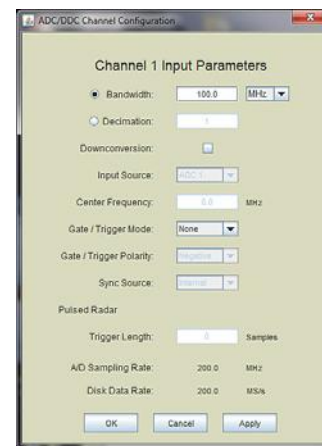 ADC/DDC Channel Configuration
Channel 1 Input Parameters
Bandwidth: 100.0 MHz
Decimation: 1
Downconversion:
Input Source: ADC 1
Center Frequency: 0.0 MHz
Gate / Trigger Mode: None
Gate / Trigger Polarity: Negative
Sync Source: Internal
Pulsed Radar
Trigger Length: 0 Samples
A/D Sampling Rate: 200.0 MHz
Disk Data Rate: 200.0 MS/s
OK Cancel Apply